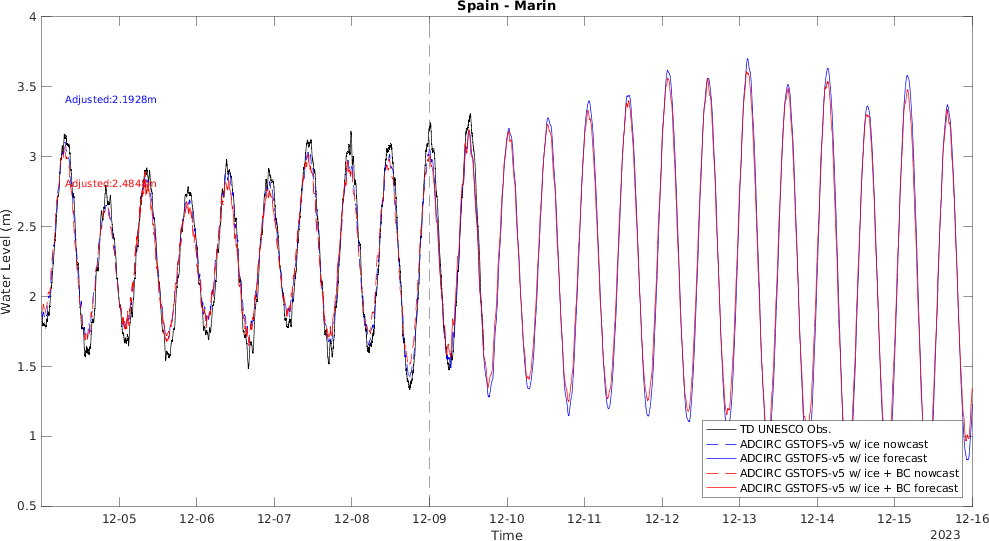 Spain - Marin
4
3.5
3
2.5
2
1.5
1
0.5
Water Level (m)
Adjusted:2.1928m
TD UNESCO Obs.
ADCIRC GSTOFS-v5 w/ ice nowcast
ADCIRC GSTOFS-v5 w/ ice forecast
ADCIRC GSTOFS-v5 w/ ice + BC nowcast
ADCIRC GSTOFS-v5 w/ ice + BC forecast
12-05 12-06 12-07 12-08 12-09 12-10 12-11 12-12 12-13 12-14 12-15 12-16
Time
2023